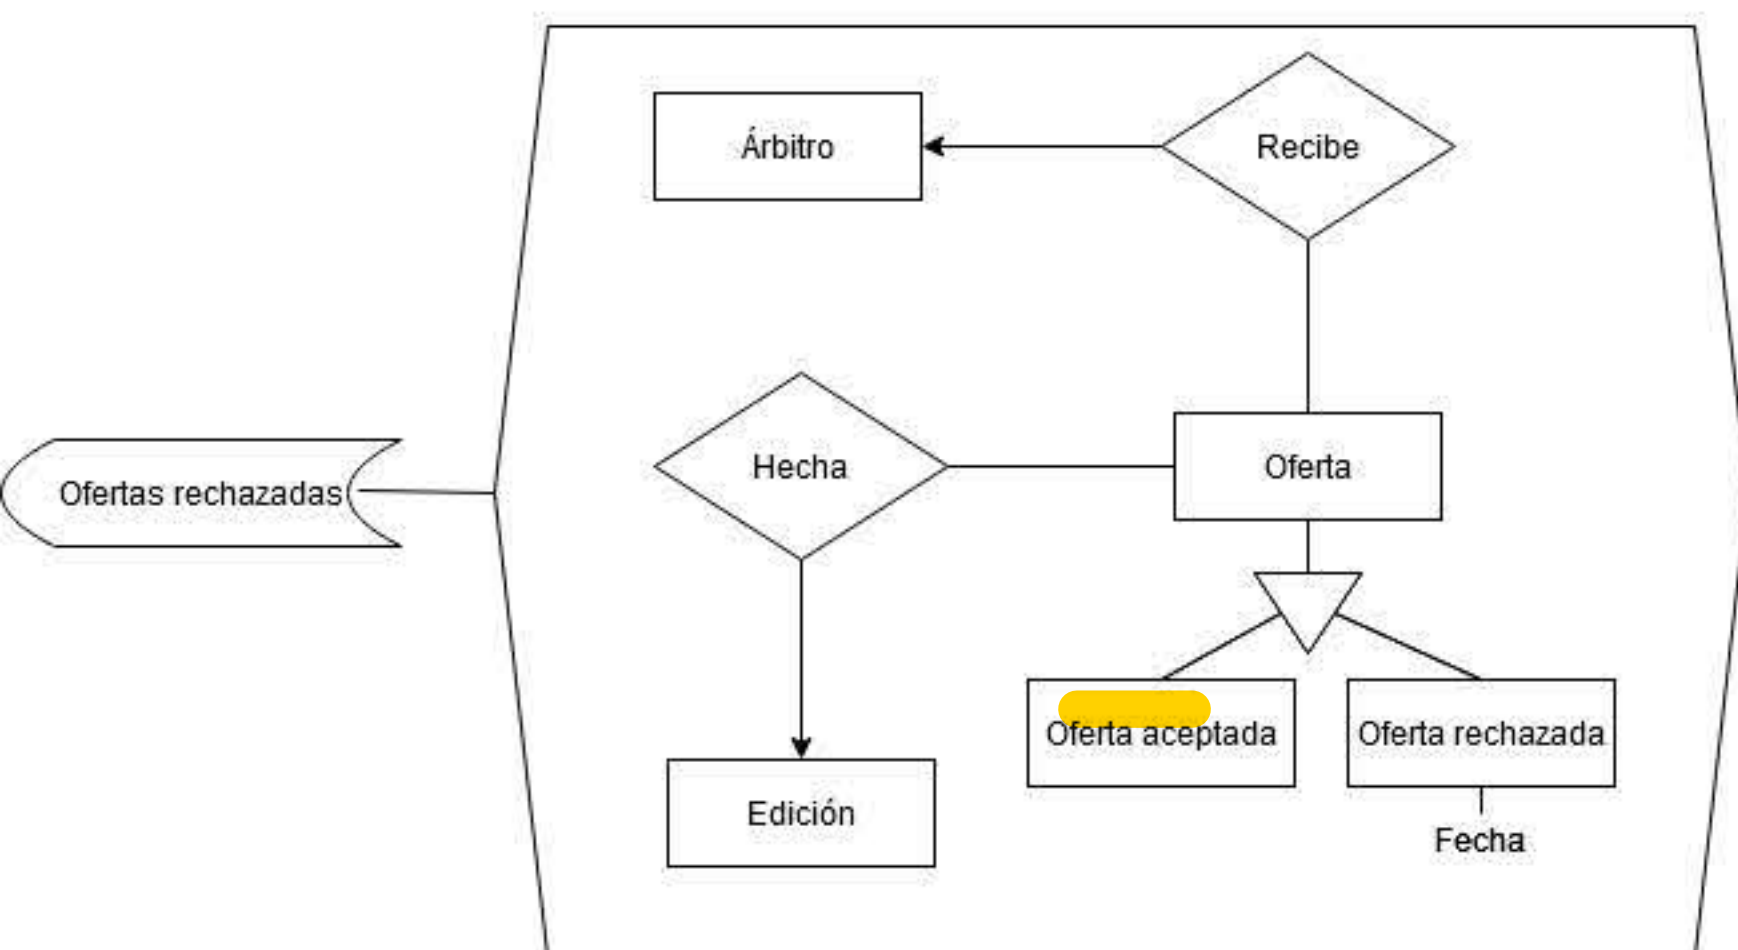 Árbitro
Recibe
Hecha
Oferta
Ofertas rechazadas
Oferta aceptada
Oferta rechazada
Edición
Fecha